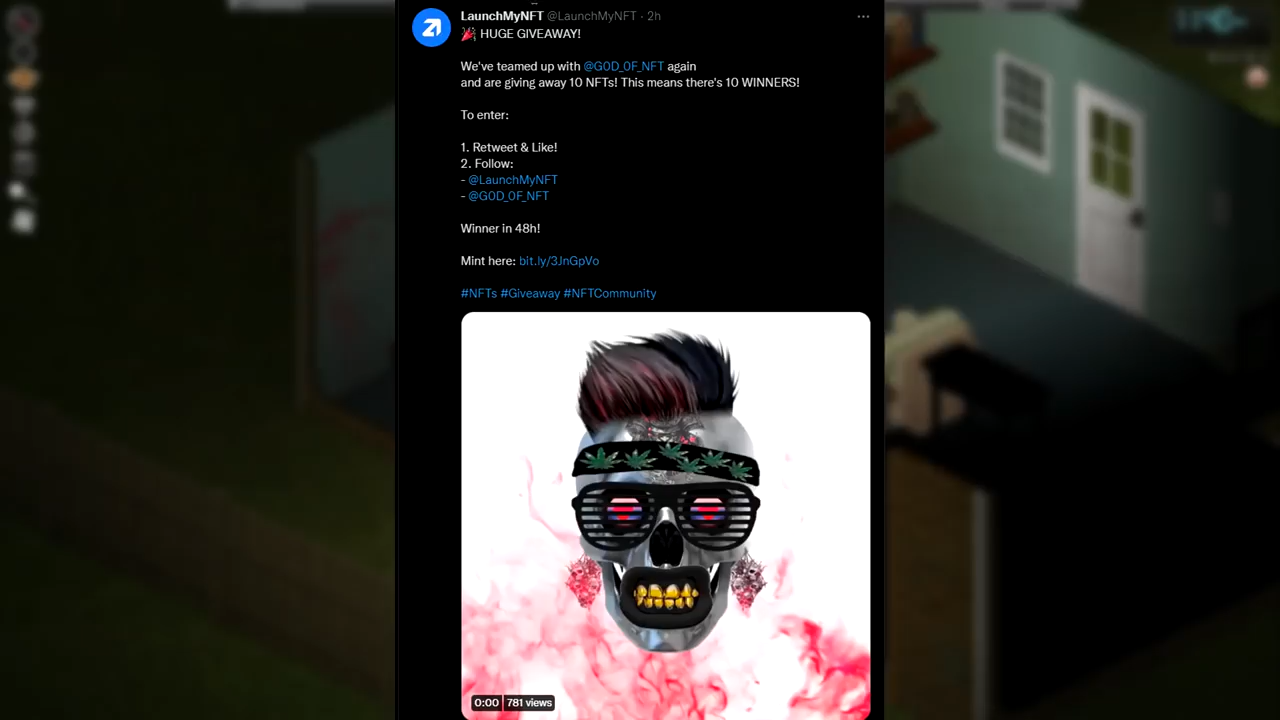 LaunchMyNFT @LaunchMyNFT · 2h
🎉 HUGE GIVEAWAY!
We've teamed up with @G0D_0F_NFT again
and are giving away 10 NFTs! This means there's 10 WINNERS!
To enter:
1. Retweet & Like!
2. Follow:
- @LaunchMyNFT
- @G0D_0F_NFT
Winner in 48h!
Mint here: bit.ly/3JnGpVo
#NFTs #Giveaway #NFTCommunity
0:00 781 views